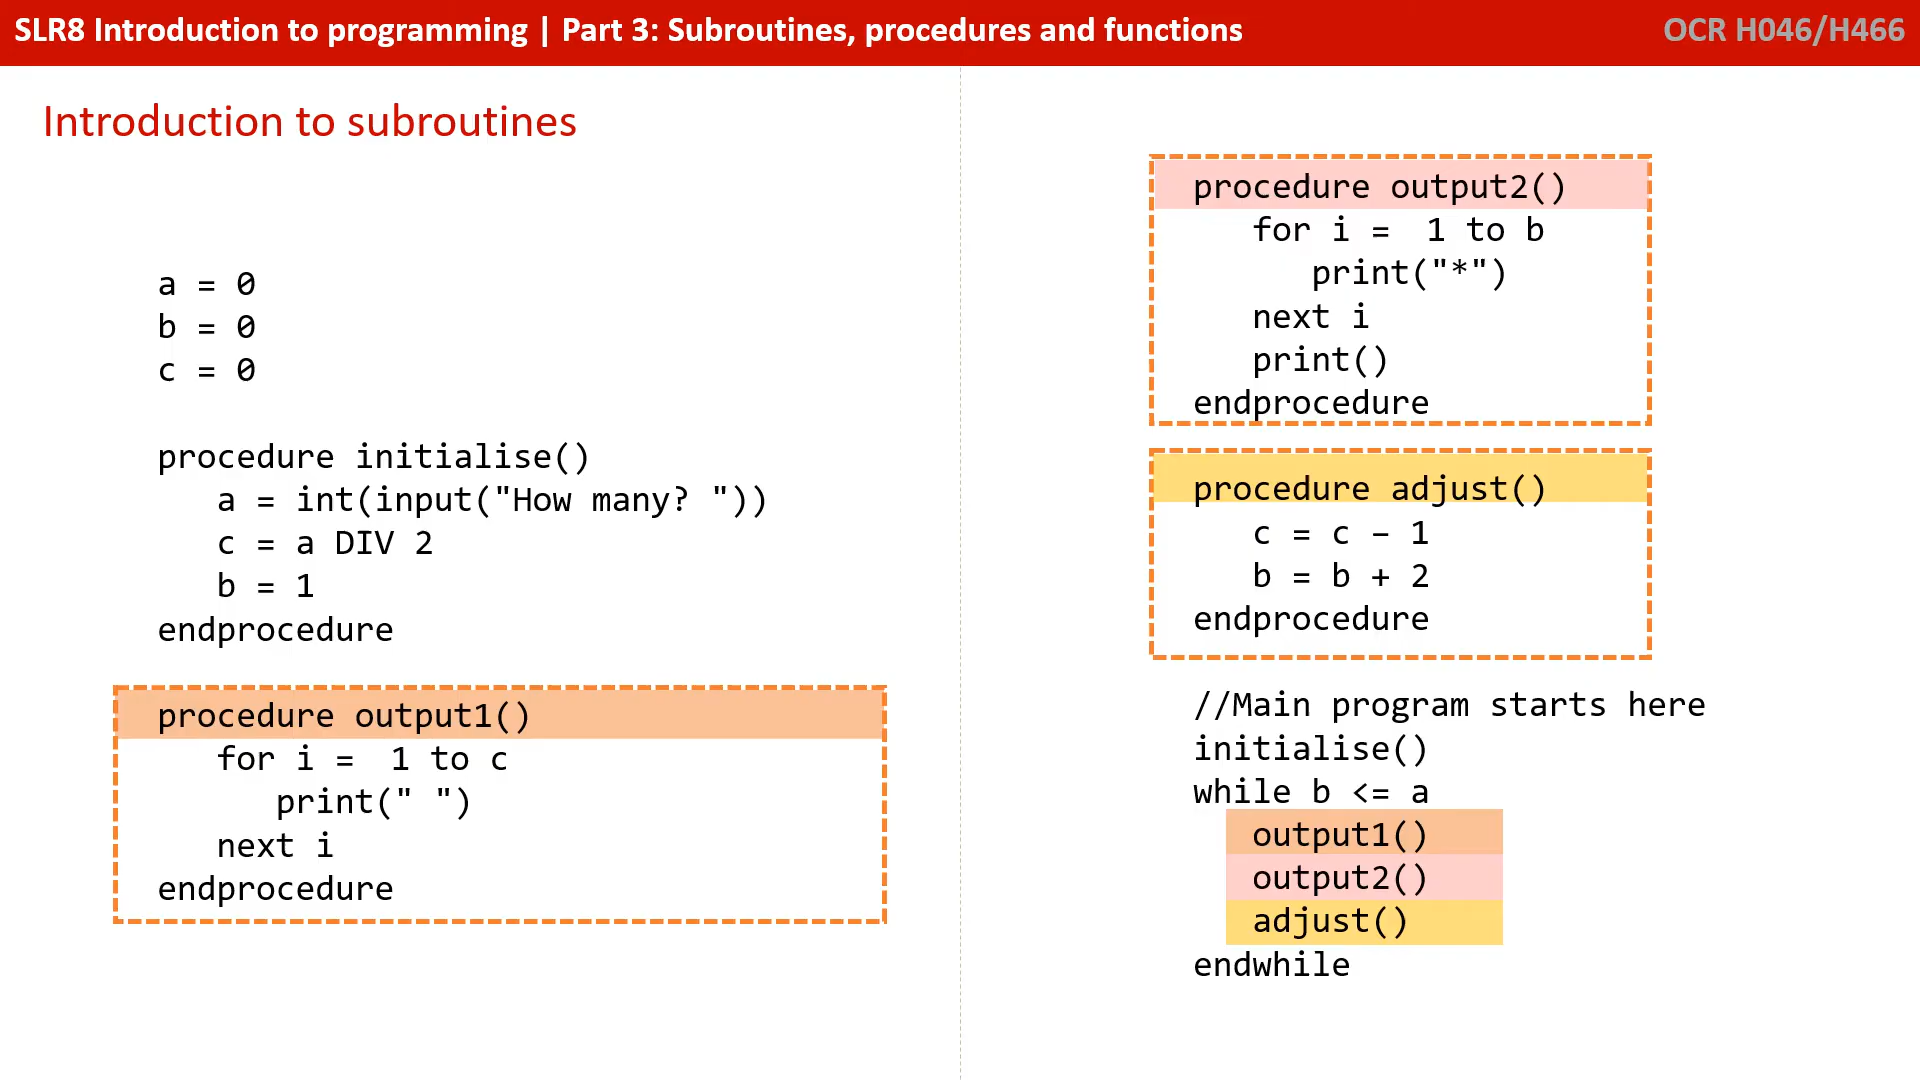 SLR8 Introduction to programming | Part 3: Subroutines, procedures and functions
OCR H046/H466
Introduction to subroutines
a = 0
b = 0
c = 0
procedure initialise()
   a = int(input("How many? "))
   c = a DIV 2
   b = 1
endprocedure
procedure output1()
   for i =  1 to c
      print(" ")
   next i
endprocedure
procedure output2()
   for i =  1 to b
      print("*")
   next i
   print()
endprocedure
procedure adjust()
   c = c – 1
   b = b + 2
endprocedure
//Main program starts here
initialise()
while b <= a
   output1()
   output2()
   adjust()
endwhile